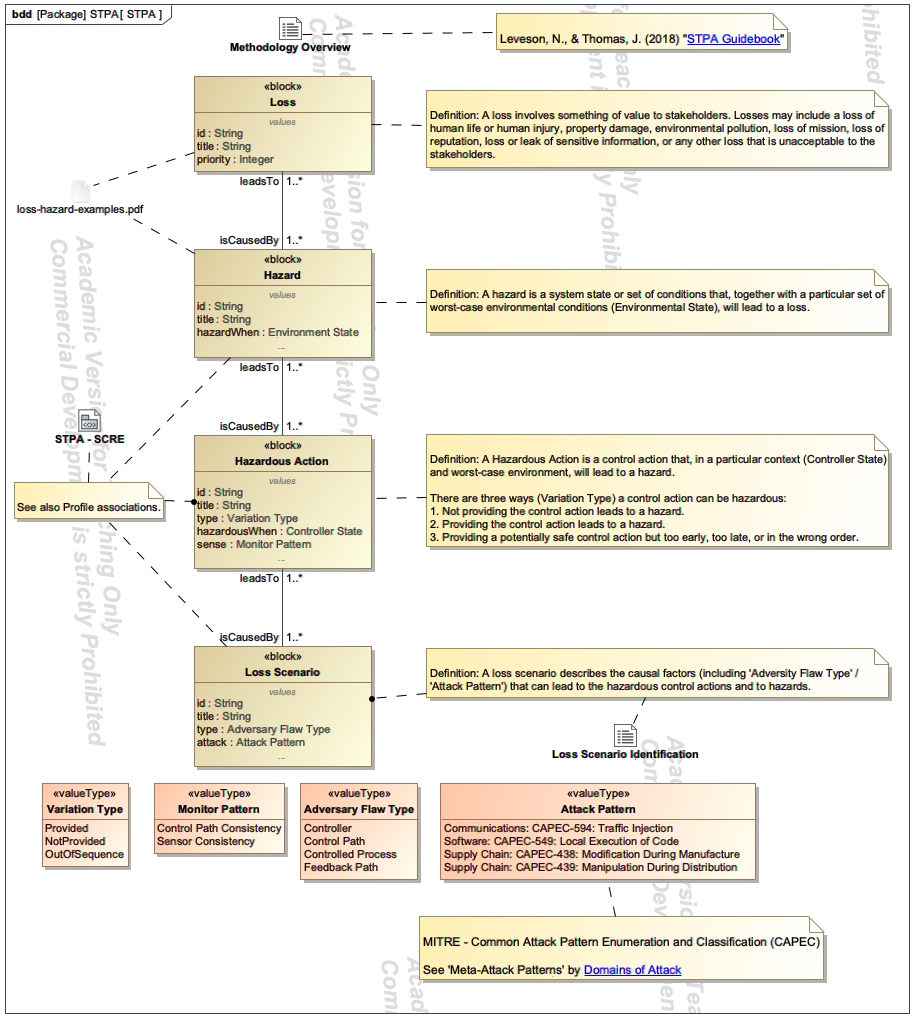 bdd [Package] STPA[ STPA ]
Methodology Overview
Leveson, N., & Thomas, J. (2018) "STPA Guidebook"
«block»
Loss
values
id : String
title : String
priority : Integer
Definition: A loss involves something of value to stakeholders. Losses may include a loss of
human life or human injury, property damage, environmental pollution, loss of mission, loss of
reputation, loss or leak of sensitive information, or any other loss that is unacceptable to the
stakeholders.
leadsTo 1..*
loss-hazard-examples.pdf
isCausedBy 1..*
«block»
Hazard
values
id : String
title : String
hazardWhen : Environment State
...
Definition: A hazard is a system state or set of conditions that, together with a particular set of
worst-case environmental conditions (Environmental State), will lead to a loss.
leadsTo 1..*
isCausedBy 1..*
STPA - SCRE
See also Profile associations.
«block»
Hazardous Action
values
id : String
title : String
type : Variation Type
hazardousWhen : Controller State
sense : Monitor Pattern
...
Definition: A Hazardous Action is a control action that, in a particular context (Controller State)
and worst-case environment, will lead to a hazard.
There are three ways (Variation Type) a control action can be hazardous:
1. Not providing the control action leads to a hazard.
2. Providing the control action leads to a hazard.
3. Providing a potentially safe control action but too early, too late, or in the wrong order.
leadsTo 1..*
isCausedBy 1..*
«block»
Loss Scenario
values
id : String
title : String
type : Adversary Flaw Type
attack : Attack Pattern
...
Definition: A loss scenario describes the causal factors (including 'Adversity Flaw Type' /
'Attack Pattern') that can lead to the hazardous control actions and to hazards.
Loss Scenario Identification
«valueType»
Variation Type
Provided
NotProvided
OutOfSequence
«valueType»
Monitor Pattern
Control Path Consistency
Sensor Consistency
«valueType»
Adversary Flaw Type
Controller
Control Path
Controlled Process
Feedback Path
«valueType»
Attack Pattern
Communications: CAPEC-594: Traffic Injection
Software: CAPEC-549: Local Execution of Code
Supply Chain: CAPEC-438: Modification During Manufacture
Supply Chain: CAPEC-439: Manipulation During Distribution
MITRE - Common Attack Pattern Enumeration and Classification (CAPEC)
See 'Meta-Attack Patterns' by Domains of Attack